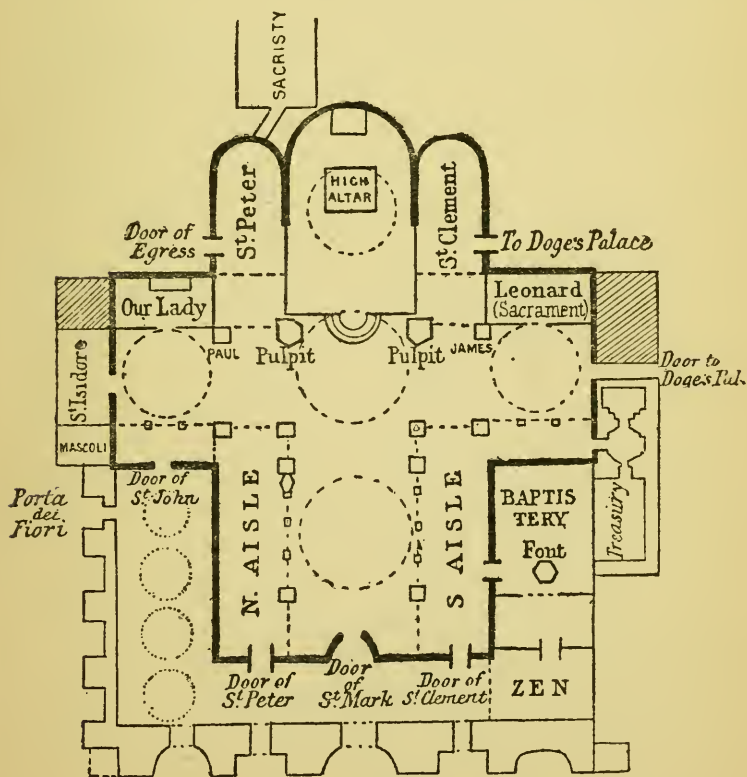 SACRISTY
HIGH
ALTAR
St. Peter
St. Clement
Door of
Egress
To Doge's Palace
Our Lady
Leonard
(Sacrament)
PAUL
Pulpit
Pulpit
JAMES
St. Isidore
Door to
Doge's Pal.
MASCOLI
Door of
St. John
Porta
dei
Fiori
N. AISLE
S AISLE
BAPTIS
TERY
Font
Treasury
Door of
St. Peter
Door
of
St. Mark
Door of
St. Clement
ZEN